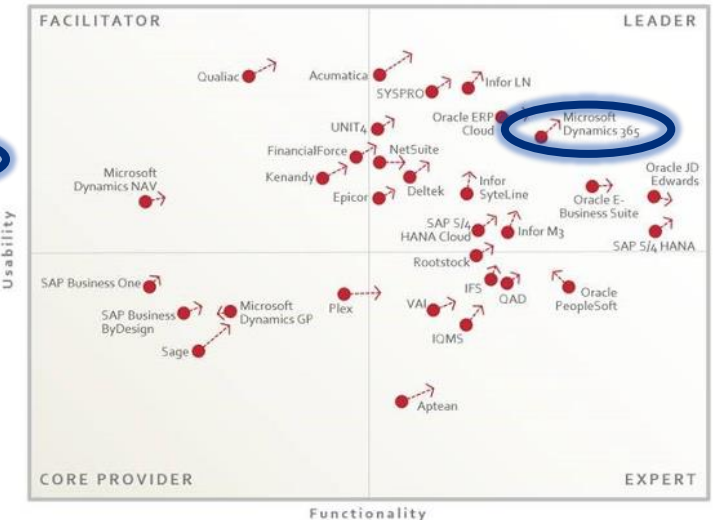 FACILITATOR
LEADER
Qualiac
Acumatica
SYSPRO
Infor LN
Oracle ERP
Cloud
Microsoft
Dynamics 365
UNIT4
FinancialForce
NetSuite
Kenandy
Deltek
Infor
SyteLine
Oracle JD
Edwards
Microsoft
Dynamics NAV
Epicor
Oracle E-
Business Suite
SAP S/4
HANA Cloud
Infor M3
SAP S/4 HANA
Usability
Rootstock
SAP Business One
IFS
QAD
Oracle
PeopleSoft
SAP Business
ByDesign
Microsoft
Dynamics GP
Plex
VAI
IQMS
Sage
Aptean
CORE PROVIDER
EXPERT
Functionality